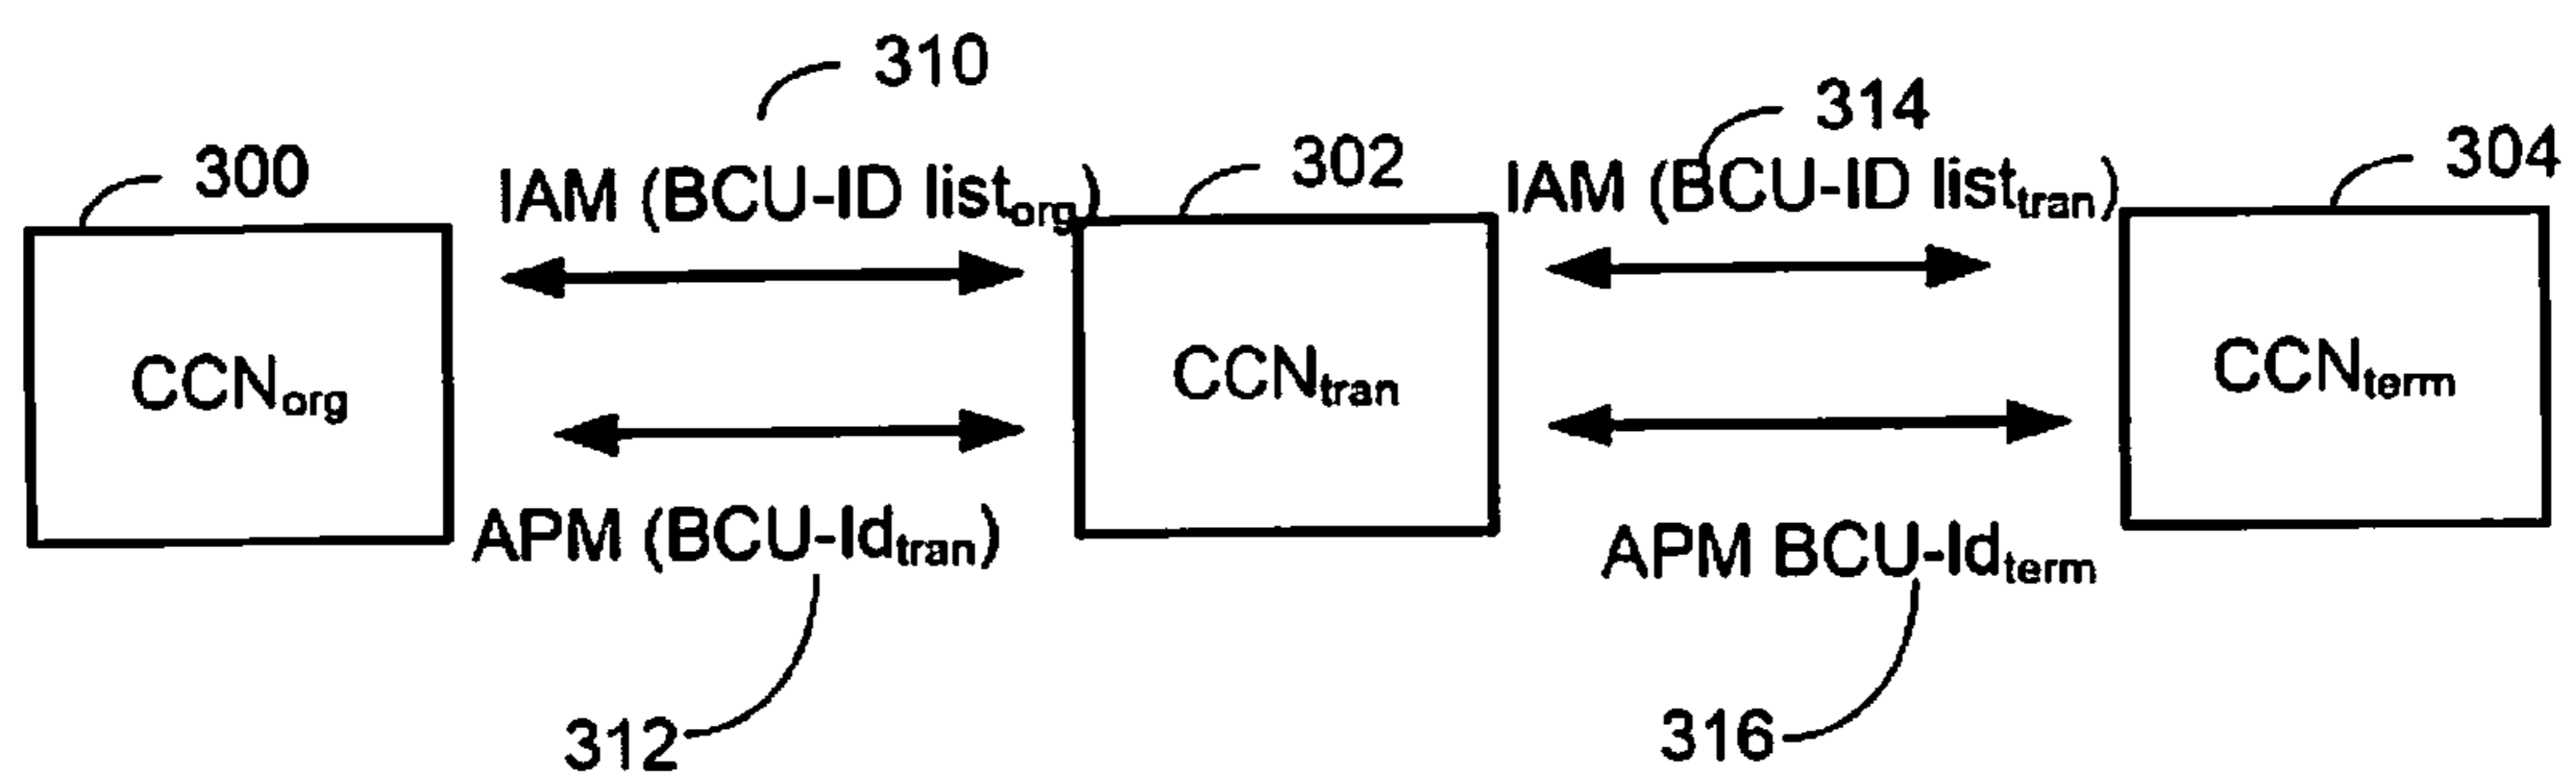 310
314
300
302
304
IAM (BCU-ID list_org)
IAM (BCU-ID list_tran)
CCN_org
CCN_tran
CCN_term
APM (BCU-Id_tran)
APM BCU-Id_term
312
316